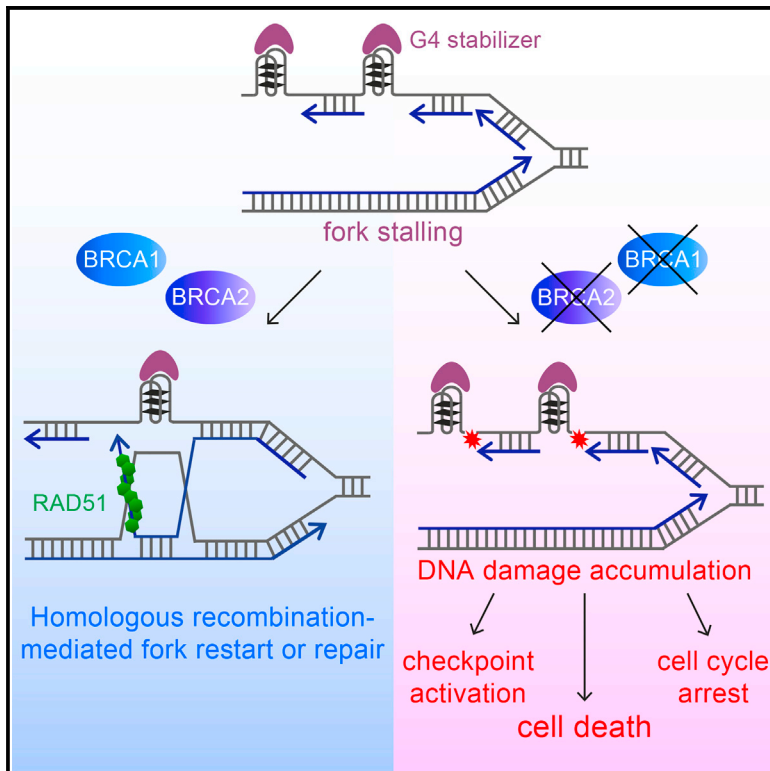 G4 stabilizer
fork stalling
BRCA1
BRCA2
BRCA1
BRCA2
RAD51
Homologous recombination-
mediated fork restart or repair
DNA damage accumulation
checkpoint
activation
cell cycle
arrest
cell death